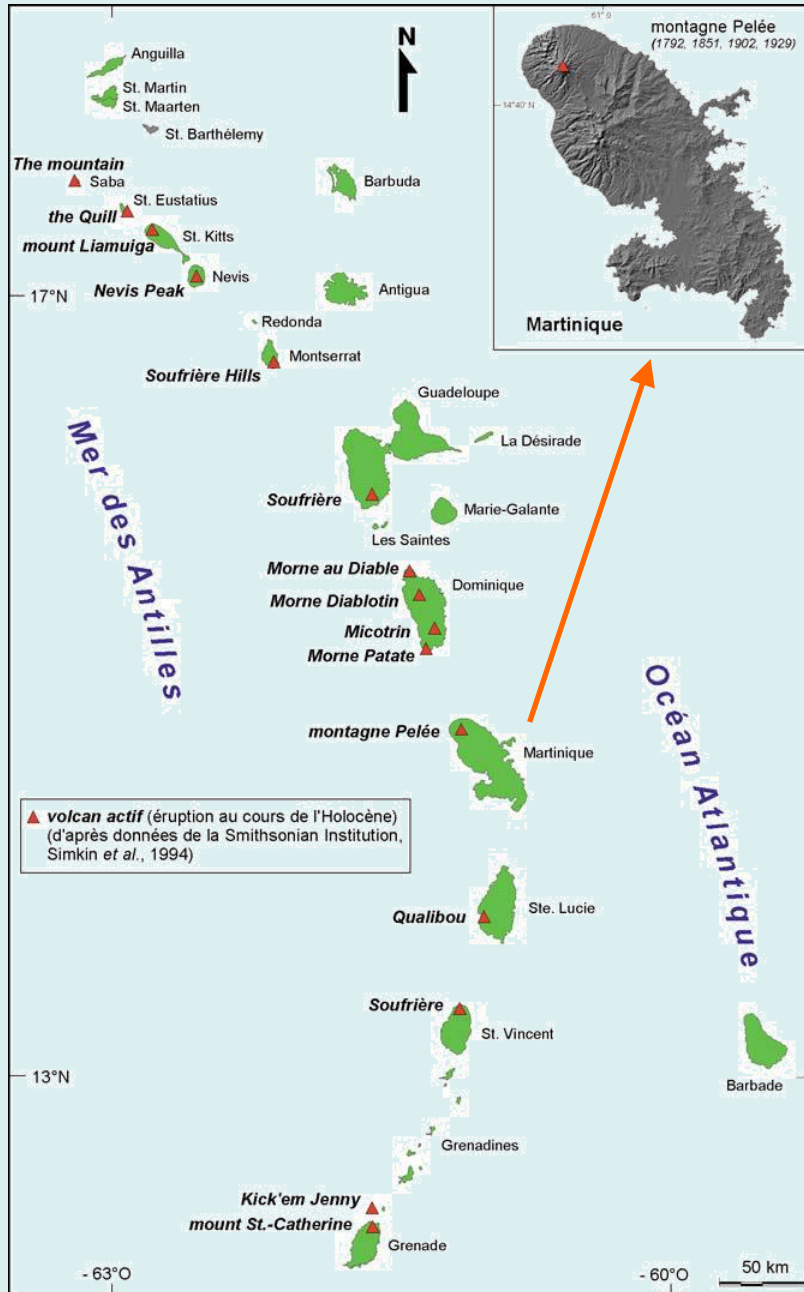 Anguilla
St. Martin
St. Maarten
St. Barthélemy
N
61° 0
montagne Pelée
(1792, 1851, 1902, 1929)
14°40' N
Martinique
The mountain
Saba
Barbuda
St. Eustatius
the Quill
St. Kitts
mount Liamuiga
Nevis
Nevis Peak
Antigua
17°N
Redonda
Montserrat
Soufrière Hills
Guadeloupe
La Désirade
Soufrière
Marie-Galante
Les Saintes
Mer des Antilles
Morne au Diable
Dominique
Morne Diablotin
Micotrin
Morne Patate
Océan Atlantique
montagne Pelée
Martinique
volcan actif (éruption au cours de l'Holocène)
(d'après données de la Smithsonian Institution,
Simkin et al., 1994)
Qualibou
Ste. Lucie
Soufrière
St. Vincent
13°N
Barbade
Grenadines
Kick'em Jenny
mount St.-Catherine
Grenade
- 63°O
- 60°O
50 km